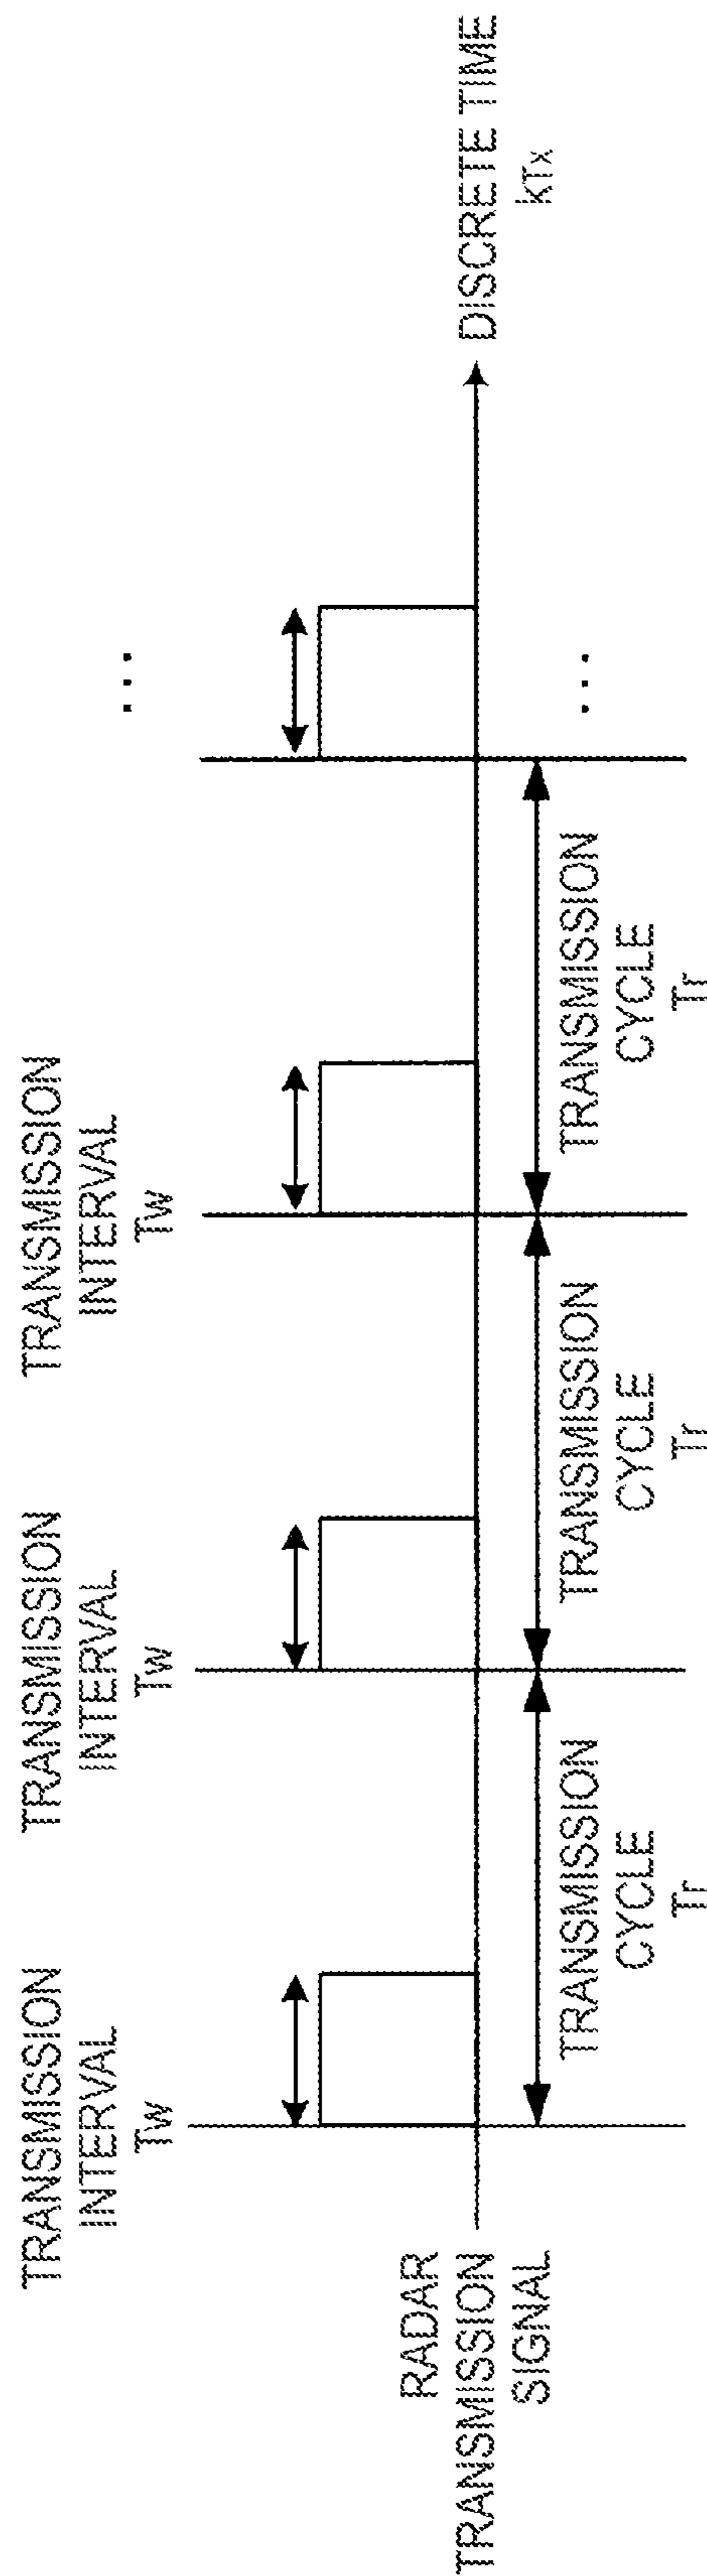 TRANSMISSION
INTERVAL
Tw
TRANSMISSION
INTERVAL
Tw
TRANSMISSION
INTERVAL
Tw
...
RADAR
TRANSMISSION
SIGNAL
DISCRETE TIME
kTx
TRANSMISSION
CYCLE
Tr
TRANSMISSION
CYCLE
Tr
TRANSMISSION
CYCLE
Tr
...